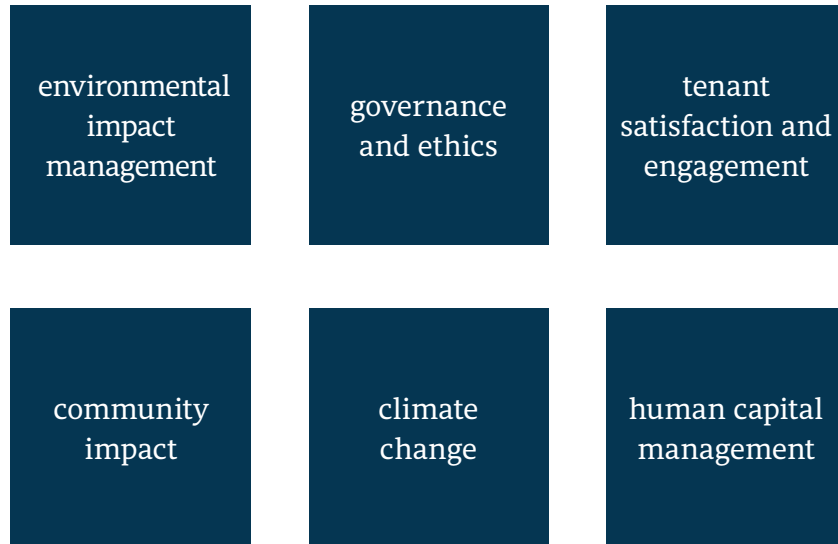 environmental
impact
management
governance
and ethics
tenant
satisfaction and
engagement
community
impact
climate
change
human capital
management